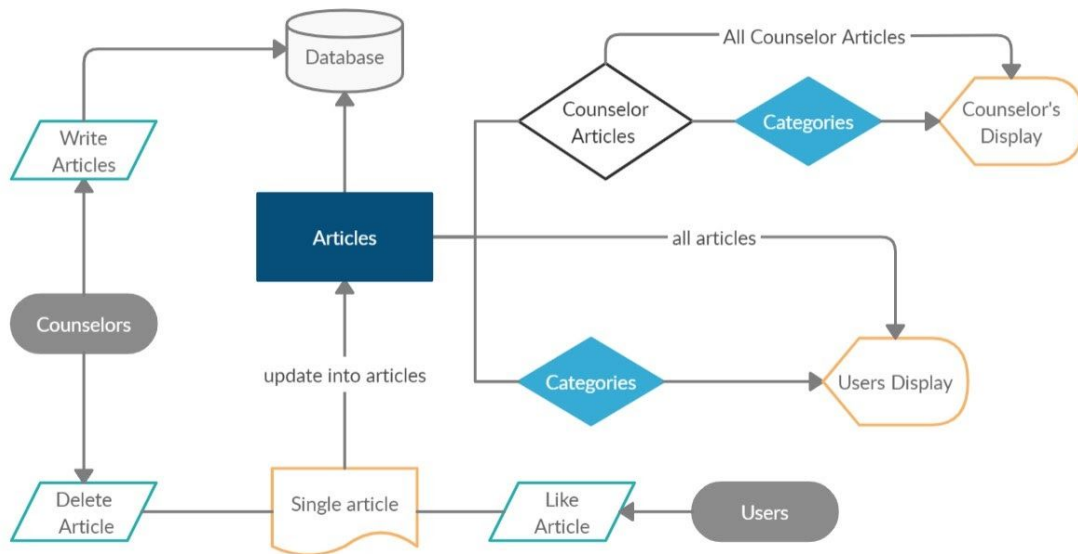 All Counselor Articles
Database
Counselor
Articles
Categories
Counselor's
Display
Write
Articles
Articles
all articles
Counselors
update into articles
Categories
Users Display
Delete
Article
Single article
Like
Article
Users